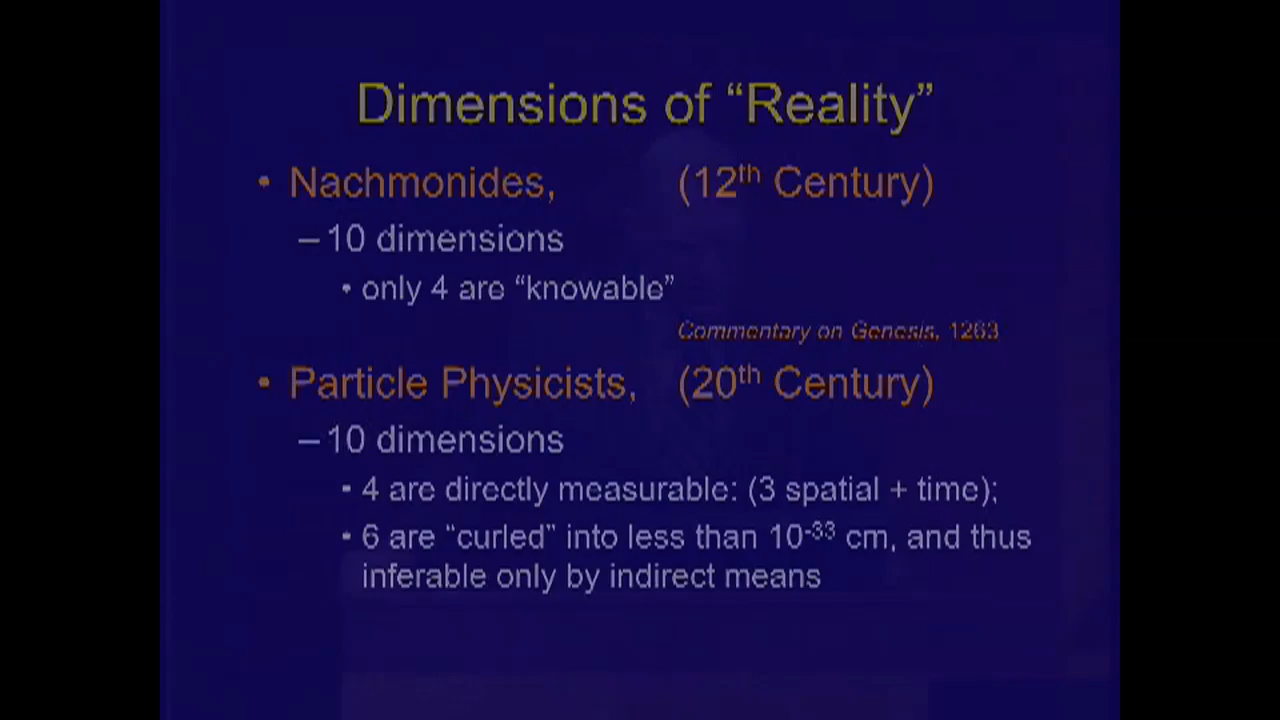 Dimensions of “Reality”
• Nachmonides, (12th Century)
– 10 dimensions
• only 4 are “knowable”
Commentary on Genesis, 1263
• Particle Physicists, (20th Century)
– 10 dimensions
• 4 are directly measurable: (3 spatial + time);
• 6 are “curled” into less than 10-33 cm, and thus
inferable only by indirect means